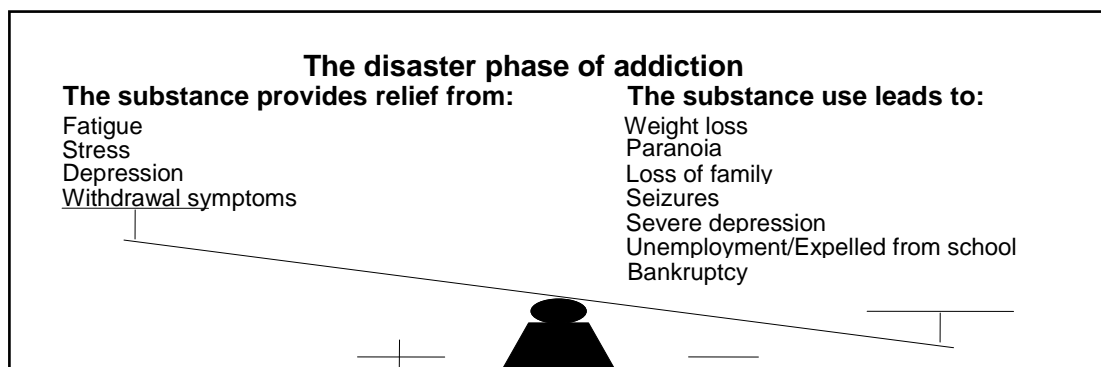 The disaster phase of addiction
The substance provides relief from:
Fatigue
Stress
Depression
Withdrawal symptoms
The substance use leads to:
Weight loss
Paranoia
Loss of family
Seizures
Severe depression
Unemployment/Expelled from school
Bankruptcy